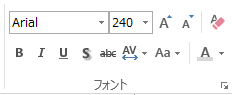 Arial 240 A A A
B I U S abc AV Aa A
フォント